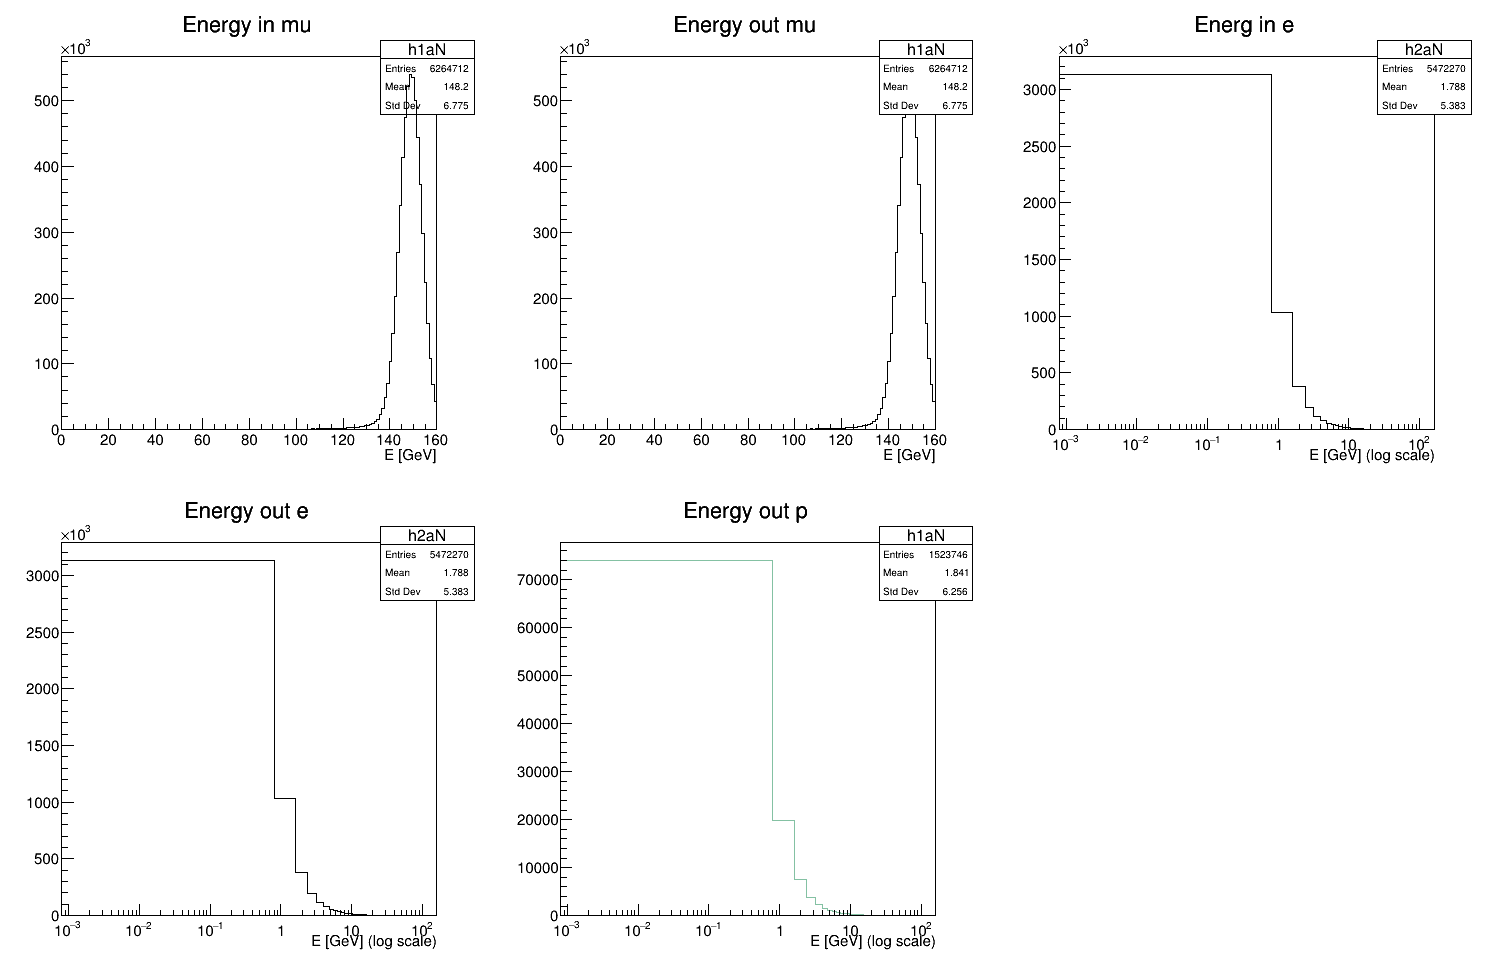 Energy in mu
×10³
h1aN
Entries 6264712
Mean 148.2
Std Dev 6.775
500
400
300
200
100
0
0 20 40 60 80 100 120 140 160
E [GeV]
Energy out mu
×10³
h1aN
Entries 6264712
Mean 148.2
Std Dev 6.775
500
400
300
200
100
0
0 20 40 60 80 100 120 140 160
E [GeV]
Energ in e
×10³
h2aN
Entries 5472270
Mean 1.788
Std Dev 5.383
3000
2500
2000
1500
1000
500
0
10⁻³ 10⁻² 10⁻¹ 1 10 10²
E [GeV] (log scale)
Energy out e
×10³
h2aN
Entries 5472270
Mean 1.788
Std Dev 5.383
3000
2500
2000
1500
1000
500
0
10⁻³ 10⁻² 10⁻¹ 1 10 10²
E [GeV] (log scale)
Energy out p
h1aN
Entries 1523746
Mean 1.841
Std Dev 6.256
70000
60000
50000
40000
30000
20000
10000
0
10⁻³ 10⁻² 10⁻¹ 1 10 10²
E [GeV] (log scale)